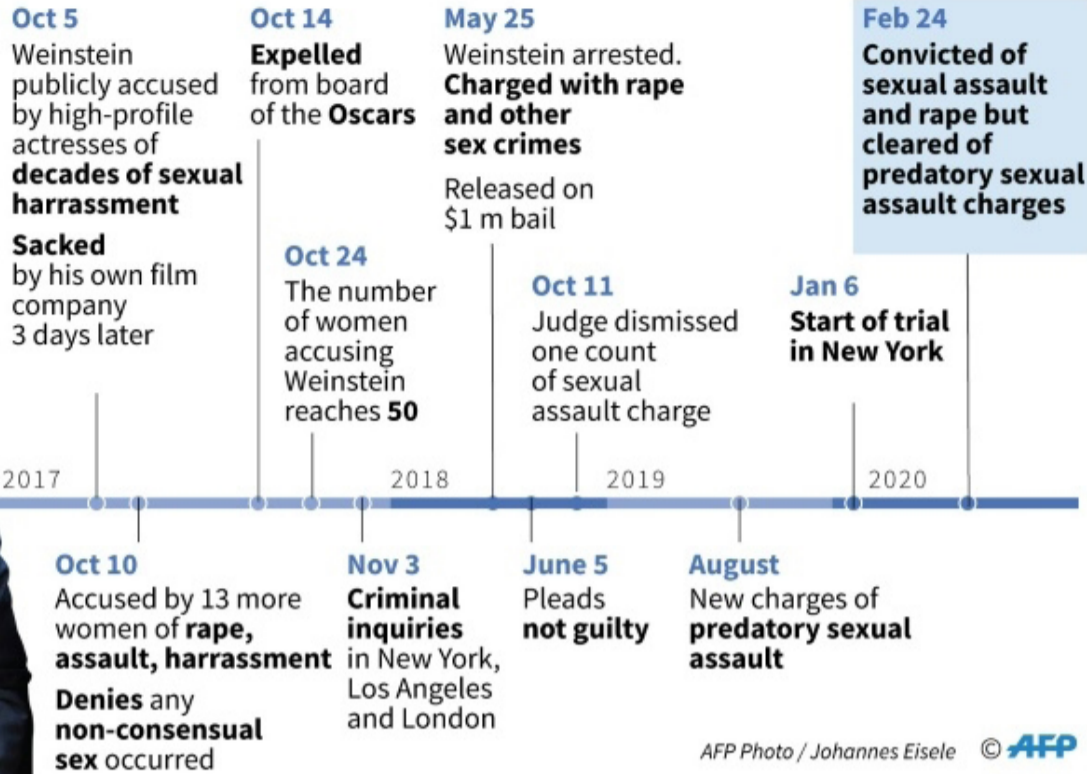 Oct 5
Weinstein
publicly accused
by high-profile
actresses of
decades of sexual
harrassment
Sacked
by his own film
company
3 days later
Oct 14
Expelled
from board
of the Oscars
Oct 24
The number
of women
accusing
Weinstein
reaches 50
May 25
Weinstein arrested.
Charged with rape
and other
sex crimes
Released on
$1 m bail
Oct 11
Judge dismissed
one count
of sexual
assault charge
Jan 6
Start of trial
in New York
Feb 24
Convicted of
sexual assault
and rape but
cleared of
predatory sexual
assault charges
2017
2018
2019
2020
Oct 10
Accused by 13 more
women of rape,
assault, harrassment
Denies any
non-consensual
sex occurred
Nov 3
Criminal
inquiries
in New York,
Los Angeles
and London
June 5
Pleads
not guilty
August
New charges of
predatory sexual
assault
AFP Photo / Johannes Eisele © AFP